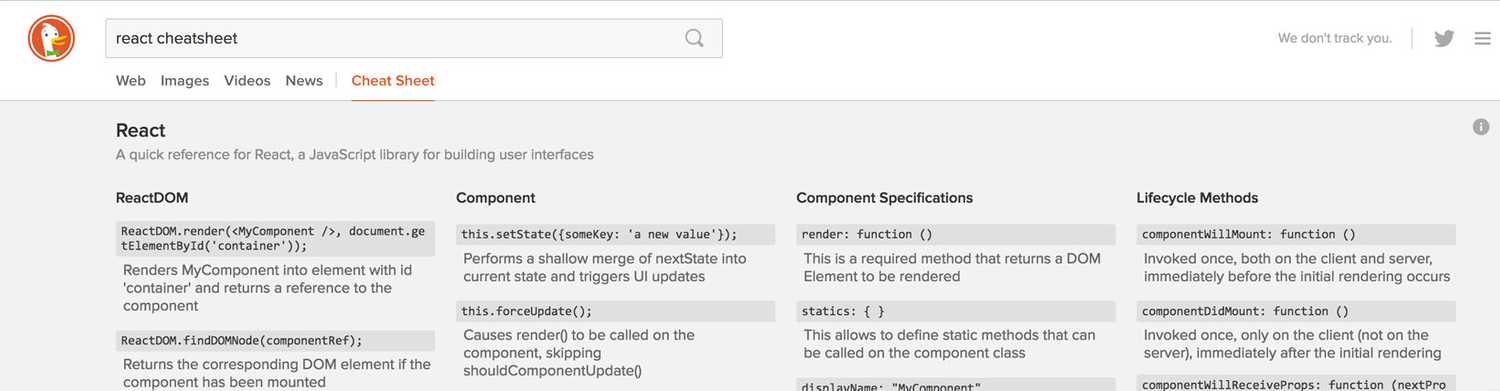 react cheatsheet
We don't track you.
Web Images Videos News Cheat Sheet
React
A quick reference for React, a JavaScript library for building user interfaces
ReactDOM
ReactDOM.render(<MyComponent />, document.ge
tElementById('container'));
Renders MyComponent into element with id
'container' and returns a reference to the
component
ReactDOM.findDOMNode(componentRef);
Returns the corresponding DOM element if the
component has been mounted
Component
this.setState({someKey: 'a new value'});
Performs a shallow merge of nextState into
current state and triggers UI updates
this.forceUpdate();
Causes render() to be called on the
component, skipping
shouldComponentUpdate()
Component Specifications
render: function ()
This is a required method that returns a DOM
Element to be rendered
statics: { }
This allows to define static methods that can
be called on the component class
displayName: "MyComponent"
Lifecycle Methods
componentWillMount: function ()
Invoked once, both on the client and server,
immediately before the initial rendering occurs
componentDidMount: function ()
Invoked once, only on the client (not on the
server), immediately after the initial rendering
componentWillReceiveProps: function (nextPro